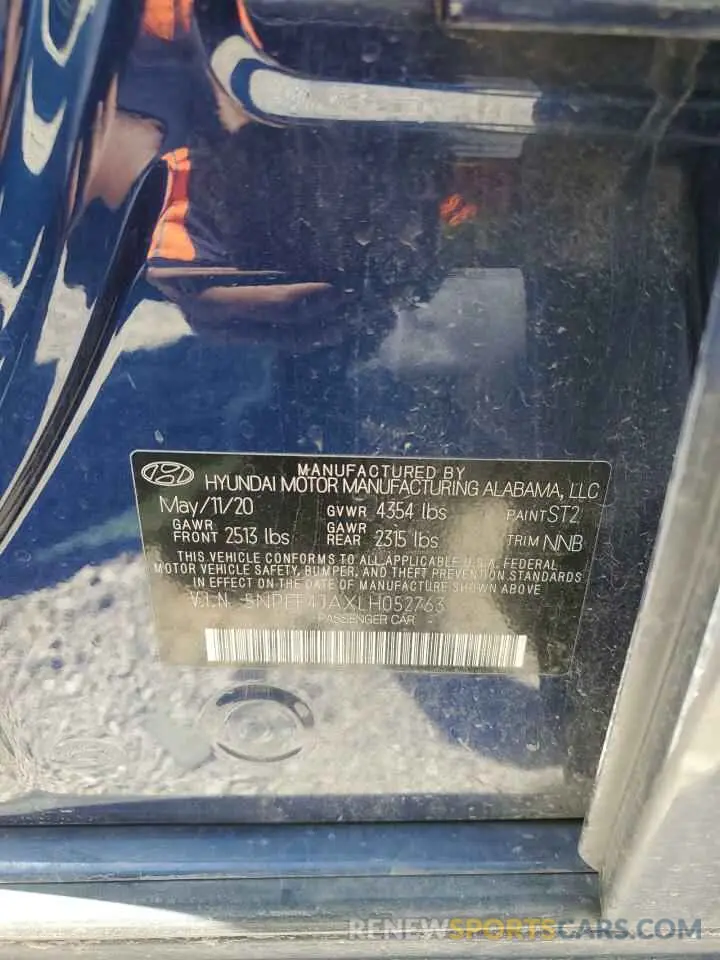 MANUFACTURED BY
HYUNDAI MOTOR MANUFACTURING ALABAMA, LLC
May/11/20 GVWR 4354 lbs PAINT ST2
GAWR FRONT 2513 lbs GAWR REAR 2315 lbs TRIM NNB
THIS VEHICLE CONFORMS TO ALL APPLICABLE U.S.A. FEDERAL
MOTOR VEHICLE SAFETY, BUMPER, AND THEFT PREVENTION STANDARDS
IN EFFECT ON THE DATE OF MANUFACTURE SHOWN ABOVE
V.I.N. 5NPEF4JAXLH052763
PASSENGER CAR
RENEWSPORTSCARS.COM